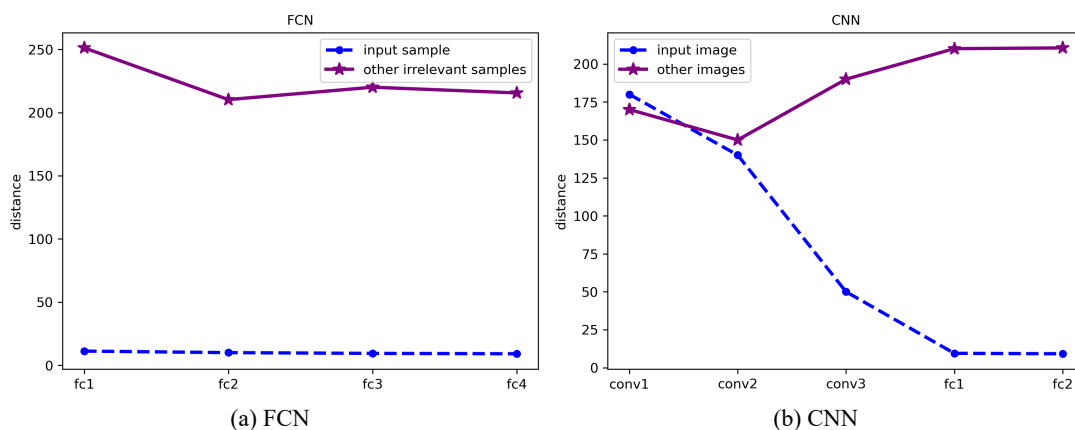 FCN
250
200
150
100
50
0
distance
input sample
other irrelevant samples
fc1 fc2 fc3 fc4
(a) FCN
CNN
200
175
150
125
100
75
50
25
0
distance
input image
other images
conv1 conv2 conv3 fc1 fc2
(b) CNN